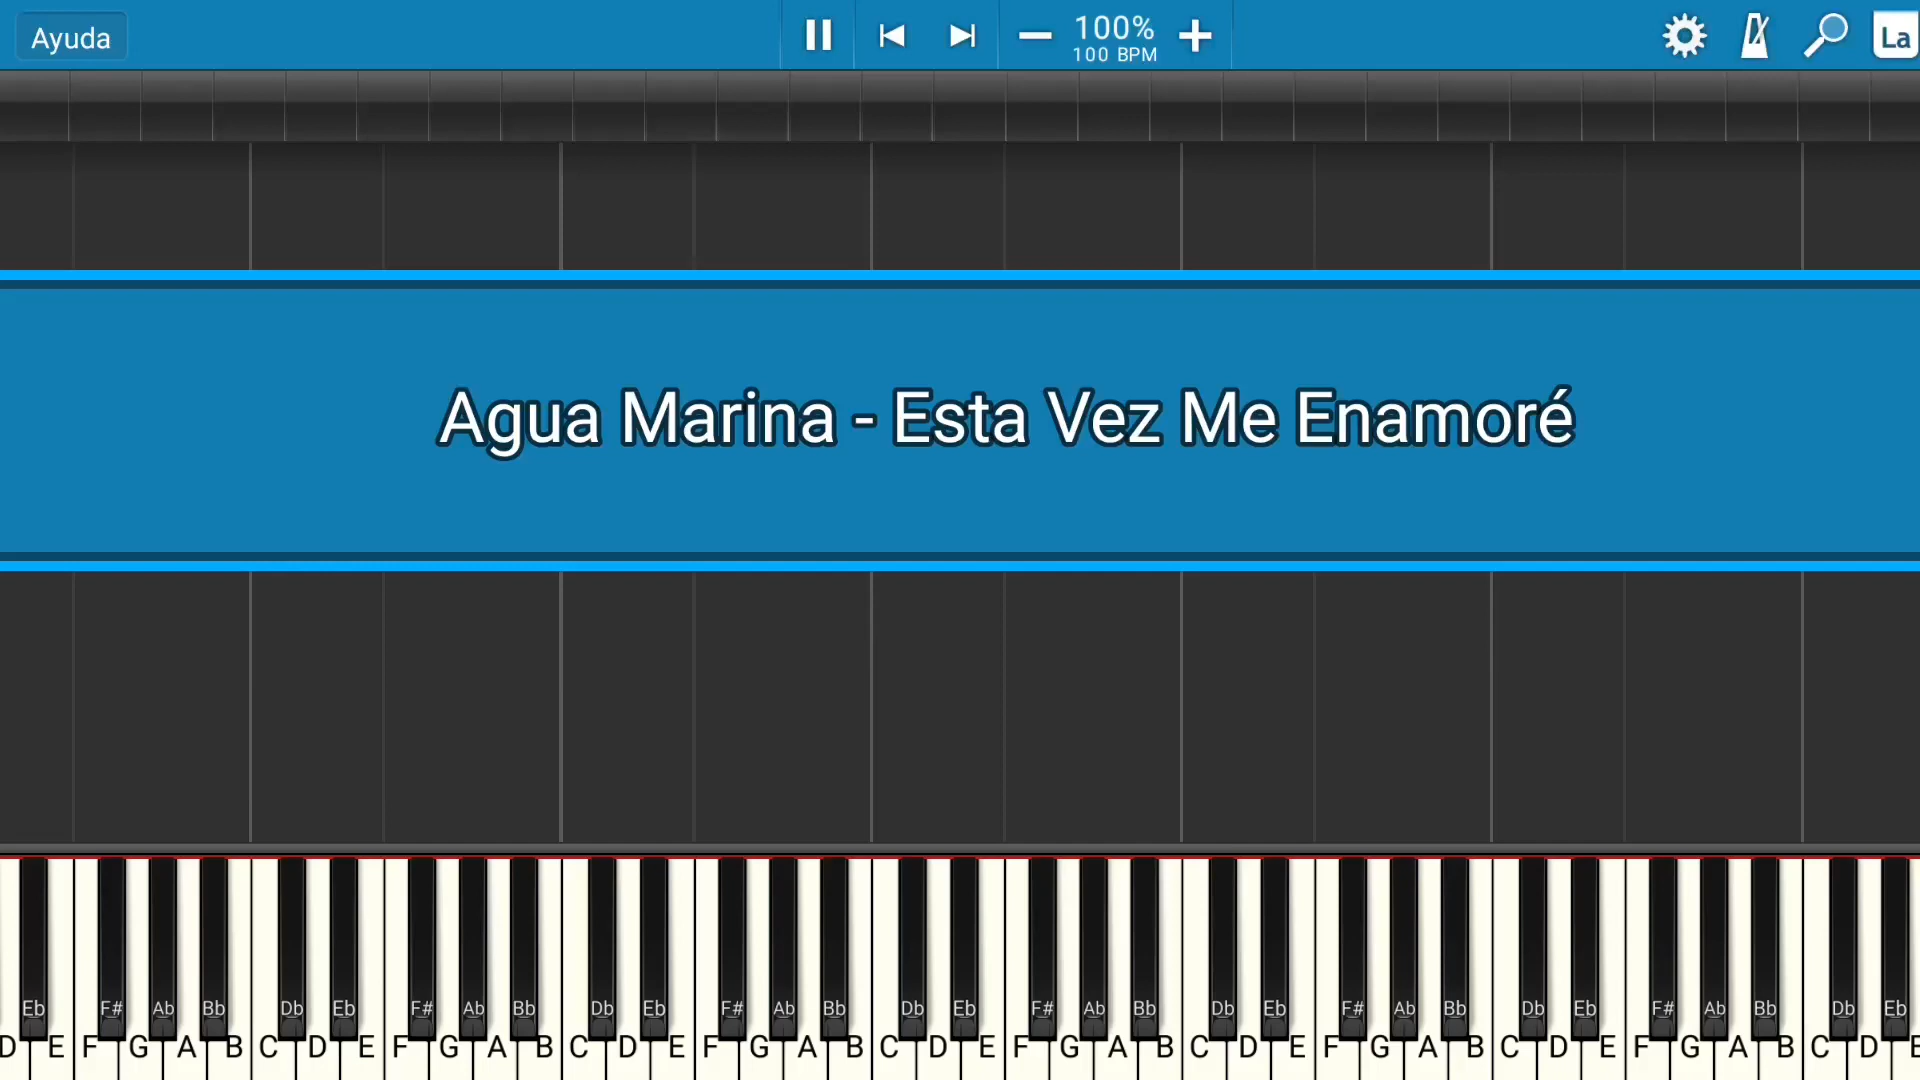 Ayuda
100%
100 BPM
La
Agua Marina - Esta Vez Me Enamoré
Eb F# Ab Bb Db Eb F# Ab Bb Db Eb F# Ab Bb Db Eb F# Ab Bb Db Eb F# Ab Bb Db Eb F# Ab Bb Db Eb
D E F G A B C D E F G A B C D E F G A B C D E F G A B C D E F G A B C D E F G A B C D E